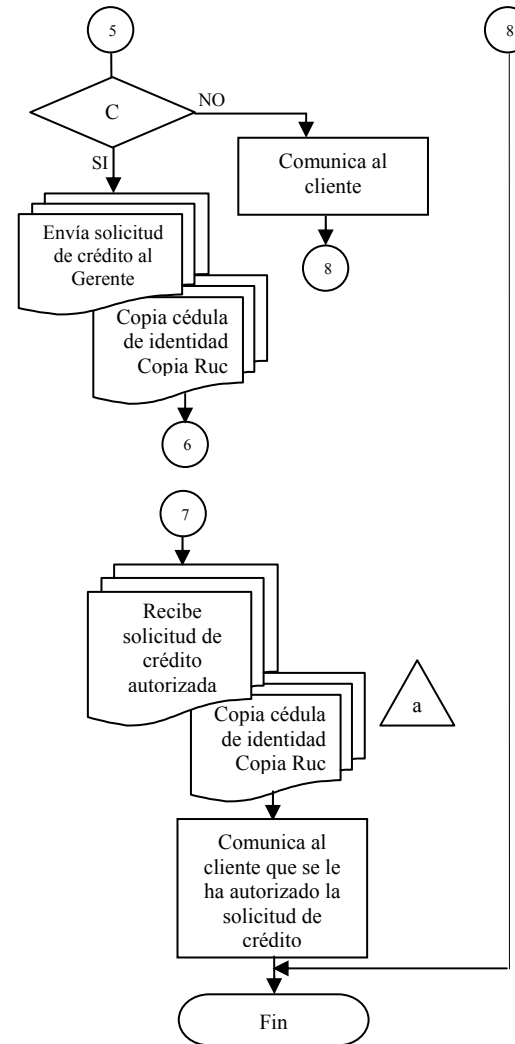 5
8
C
NO
SI
Comunica al
cliente
Envía solicitud
de crédito al
Gerente
8
Copia cédula
de identidad
Copia Ruc
6
7
Recibe
solicitud de
crédito
autorizada
a
Copia cédula
de identidad
Copia Ruc
Comunica al
cliente que se le
ha autorizado la
solicitud de
crédito
Fin